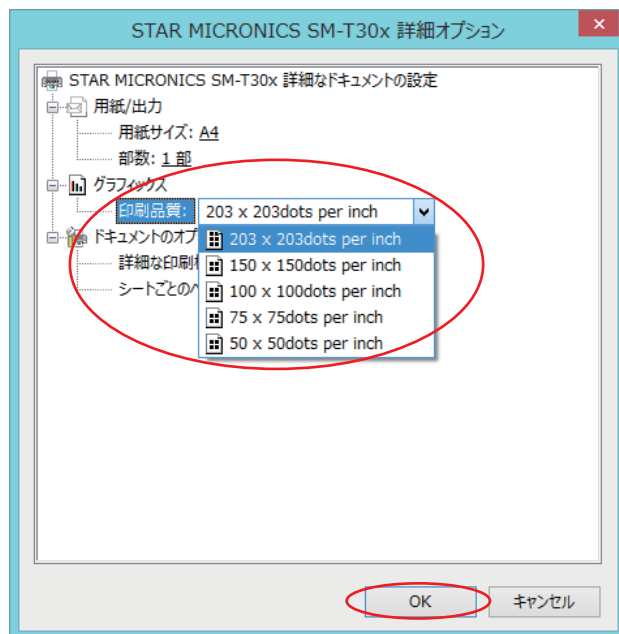 STAR MICRONICS SM-T30x 詳細オプション
STAR MICRONICS SM-T30x 詳細なドキュメントの設定
用紙/出力
用紙サイズ: A4
部数: 1 部
グラフィックス
印刷品質: 203 x 203dots per inch
ドキュメントのオプ 203 x 203dots per inch
詳細な印刷 150 x 150dots per inch
シートごとの 100 x 100dots per inch
75 x 75dots per inch
50 x 50dots per inch
OK キャンセル